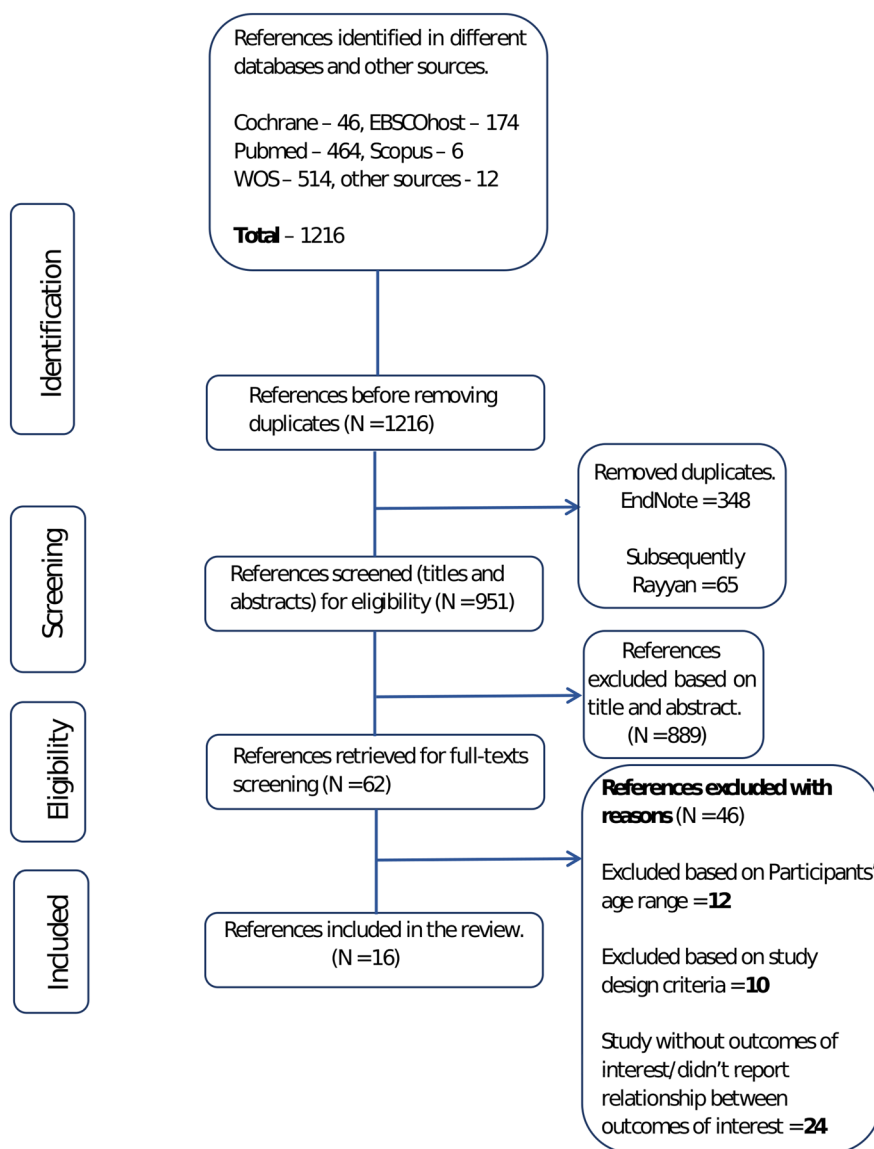 References identified in different
databases and other sources.
Cochrane – 46, EBSCOhost – 174
Pubmed – 464, Scopus – 6
WOS – 514, other sources - 12
Total – 1216
Identification
References before removing
duplicates (N = 1216)
Removed duplicates.
EndNote = 348
Subsequently
Rayyan = 65
Screening
References screened (titles and
abstracts) for eligibility (N = 951)
References
excluded based on
title and abstract.
(N = 889)
Eligibility
References retrieved for full-texts
screening (N = 62)
References excluded with
reasons (N = 46)
Excluded based on Participants'
age range = 12
Excluded based on study
design criteria = 10
Study without outcomes of
interest/didn't report
relationship between
outcomes of interest = 24
Included
References included in the review.
(N = 16)